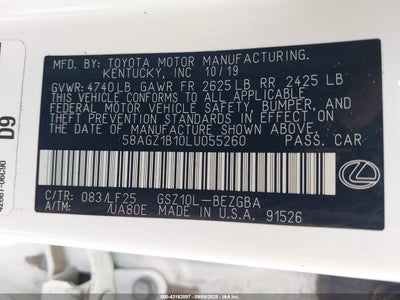 MFD. BY: TOYOTA MOTOR MANUFACTURING.
KENTUCKY, INC 10/19
GVWR: 4740LB GAWR FR 2625LB RR 2425 LB
THIS VEHICLE CONFORMS TO ALL APPLICABLE
FEDERAL MOTOR VEHICLE SAFETY, BUMPER, AND
THEFT PREVENTION STANDARDS IN EFFECT ON
THE DATE OF MANUFACTURE SHOWN ABOVE.
58AGZ1B10LU055260 PASS. CAR
C/TR: 083/LF25 GSZ10L-BEZGBA
A/TM: /UA80E MADE IN U.S.A. 91526
D9